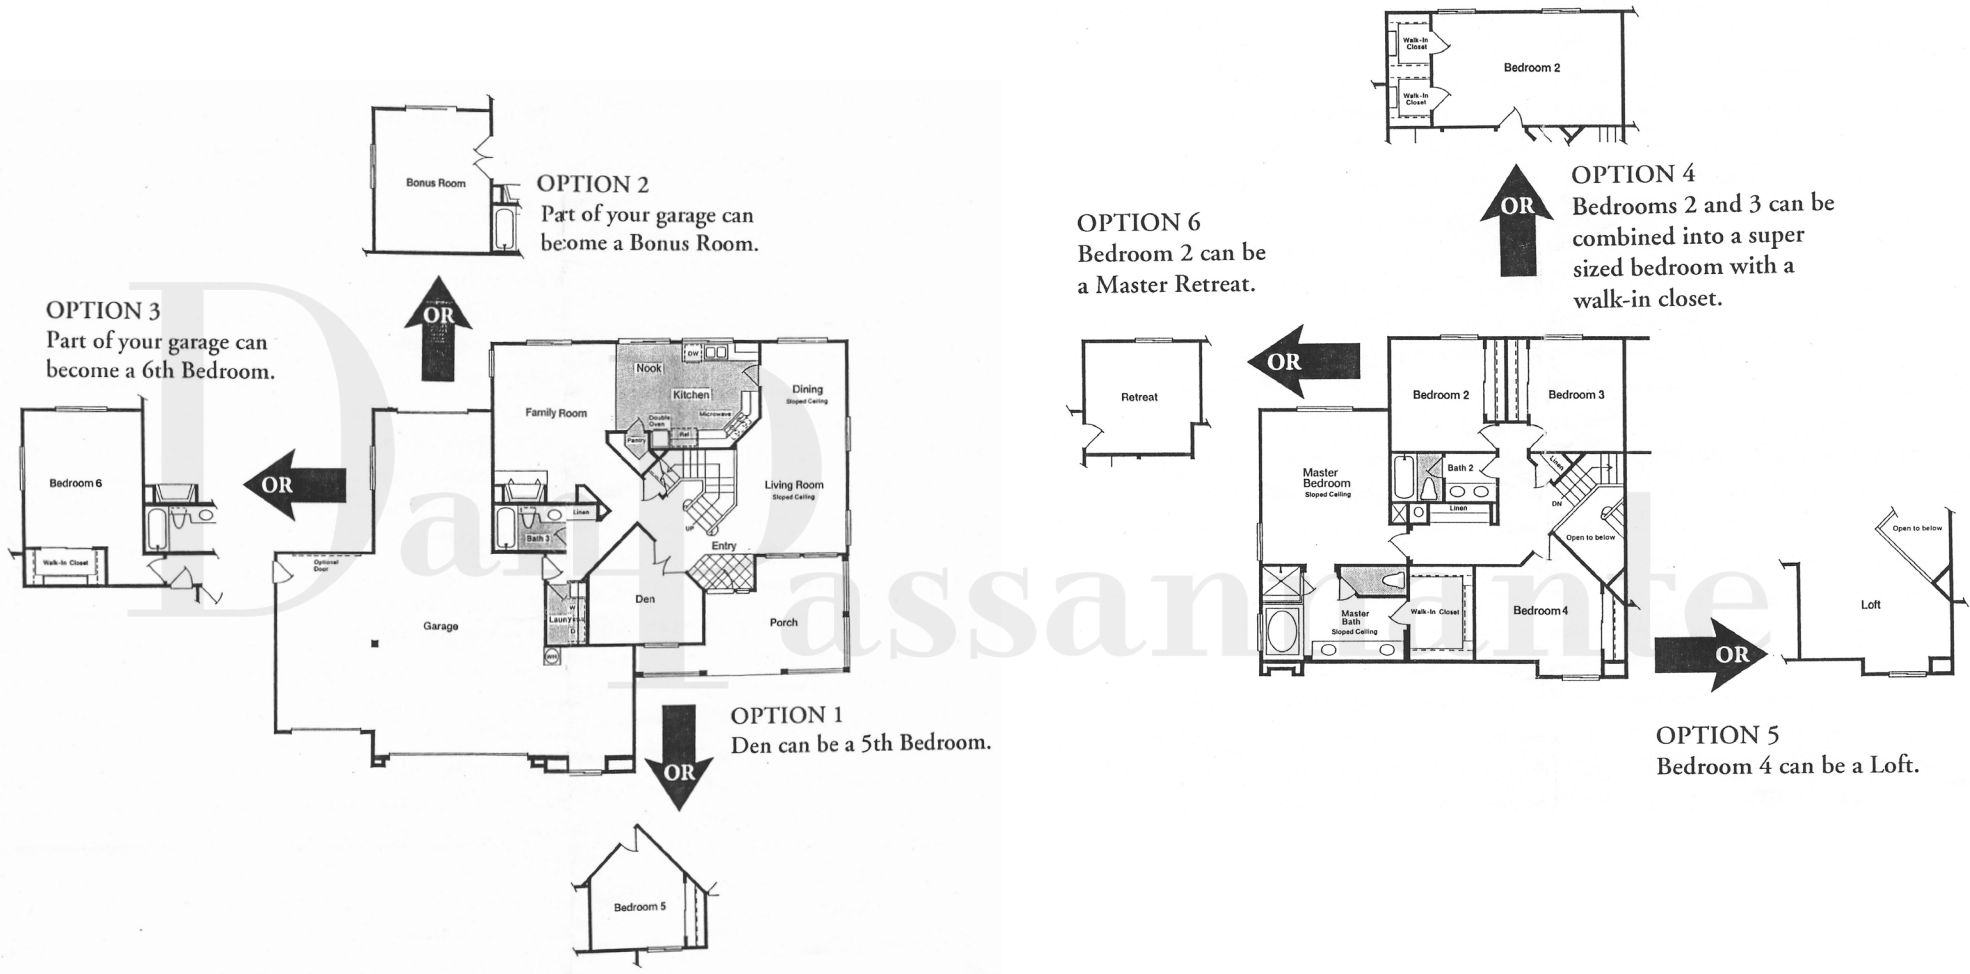 Bonus Room
OPTION 2
Part of your garage can
become a Bonus Room.
OR
OPTION 3
Part of your garage can
become a 6th Bedroom.
OR
Bedroom 6
Walk-In Closet
Nook
DW
Kitchen
Dining
Sloped Ceiling
Family Room
Double
Oven
Microwave
Ref
Pantry
Living Room
Sloped Ceiling
UP
Linen
Bath 3
Entry
Optional
Door
Den
W
Launy
D
WH
Garage
Porch
OPTION 1
Den can be a 5th Bedroom.
OR
Bedroom 5
Walk-In
Closet
Walk-In
Closet
Bedroom 2
OR
OPTION 4
Bedrooms 2 and 3 can be
combined into a super
sized bedroom with a
walk-in closet.
OPTION 6
Bedroom 2 can be
a Master Retreat.
OR
Retreat
Bedroom 2
Bedroom 3
Master
Bedroom
Sloped Ceiling
Bath 2
Linen
Linen
DN
Open to below
Master
Bath
Sloped Ceiling
Walk-In Closet
Bedroom 4
OR
Open to below
Loft
OPTION 5
Bedroom 4 can be a Loft.
Dan Passannante